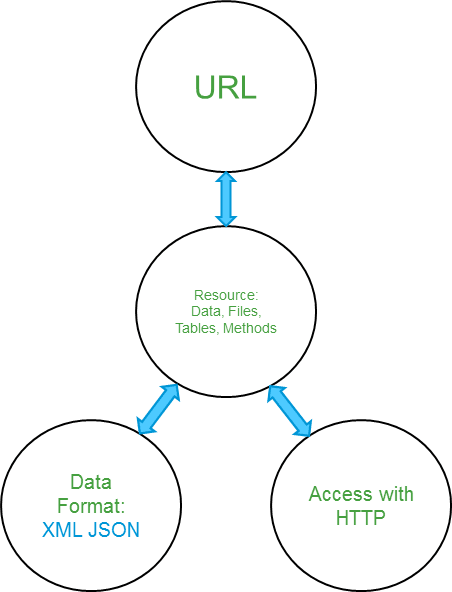 URL
Resource:
Data, Files,
Tables, Methods
Data
Format:
XML JSON
Access with
HTTP